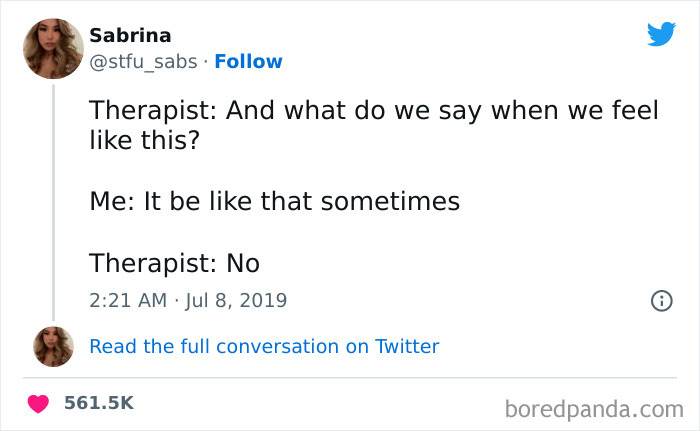 Sabrina
@stfu_sabs · Follow
Therapist: And what do we say when we feel
like this?
Me: It be like that sometimes
Therapist: No
2:21 AM · Jul 8, 2019
Read the full conversation on Twitter
561.5K
boredpanda.com